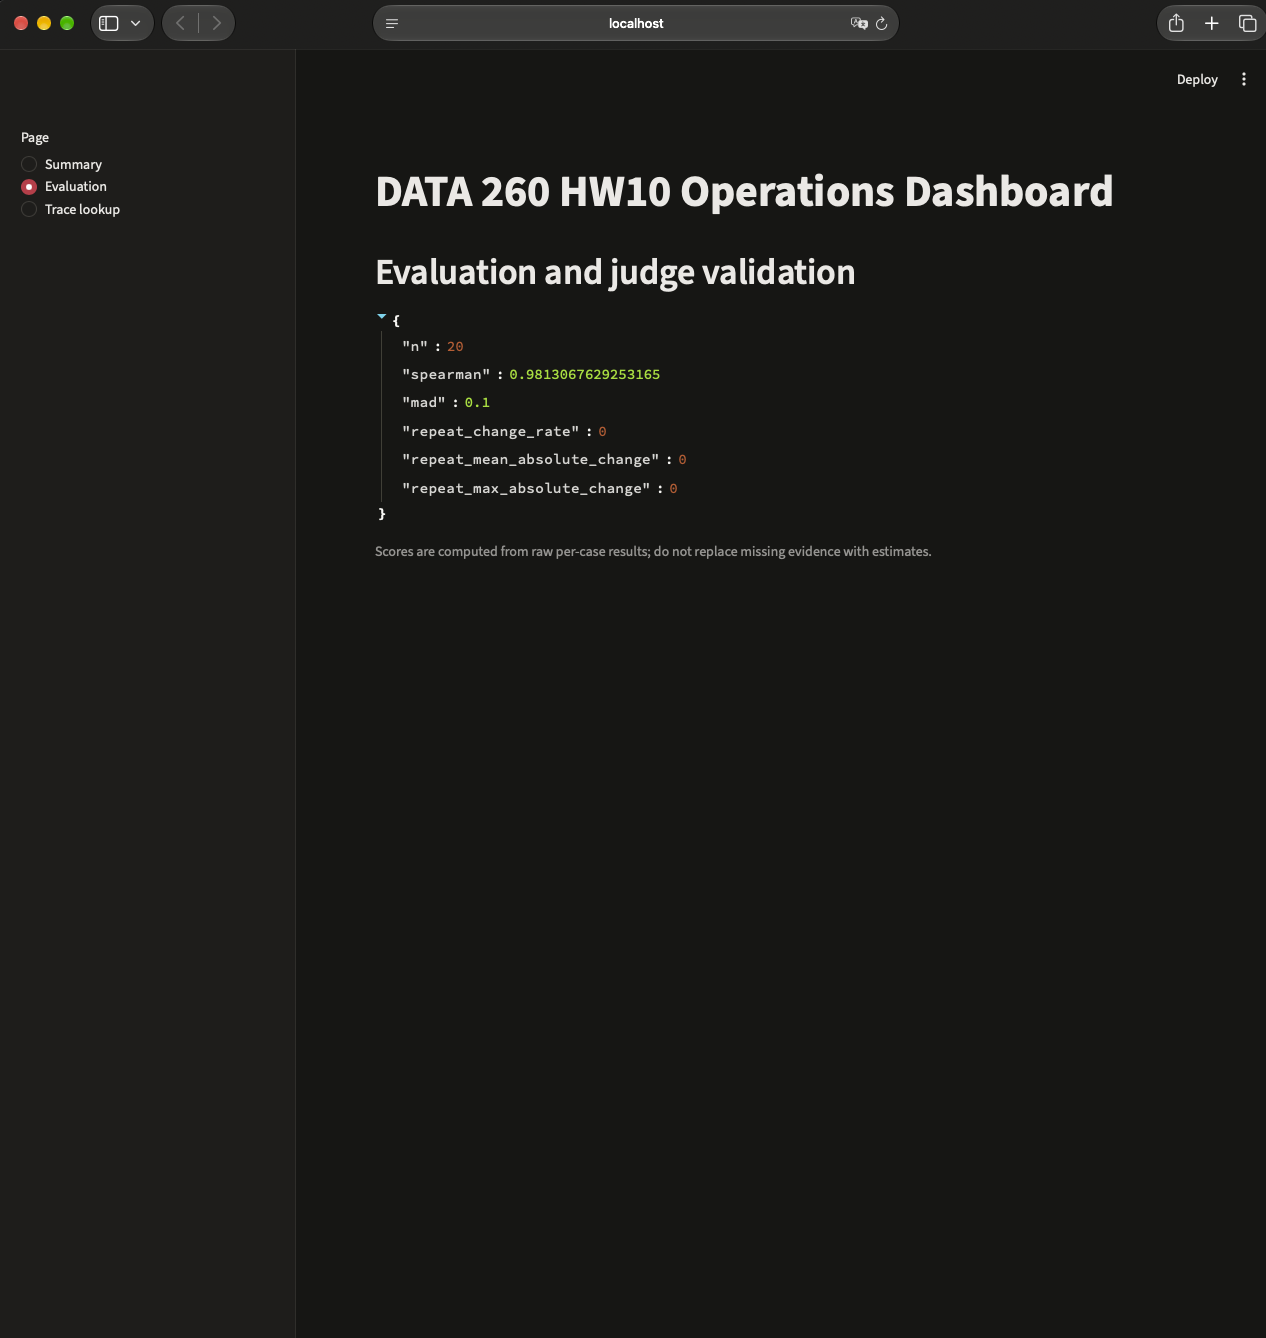 localhost
Deploy
Page
Summary
Evaluation
Trace lookup
DATA 260 HW10 Operations Dashboard
Evaluation and judge validation
{
"n" : 20
"spearman" : 0.9813067629253165
"mad" : 0.1
"repeat_change_rate" : 0
"repeat_mean_absolute_change" : 0
"repeat_max_absolute_change" : 0
}
Scores are computed from raw per-case results; do not replace missing evidence with estimates.